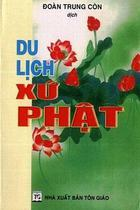 ĐOÀN TRUNG CÒN
dịch
DU
LỊCH
XỨ
PHẬT
NHÀ XUẤT BẢN TÔN GIÁO